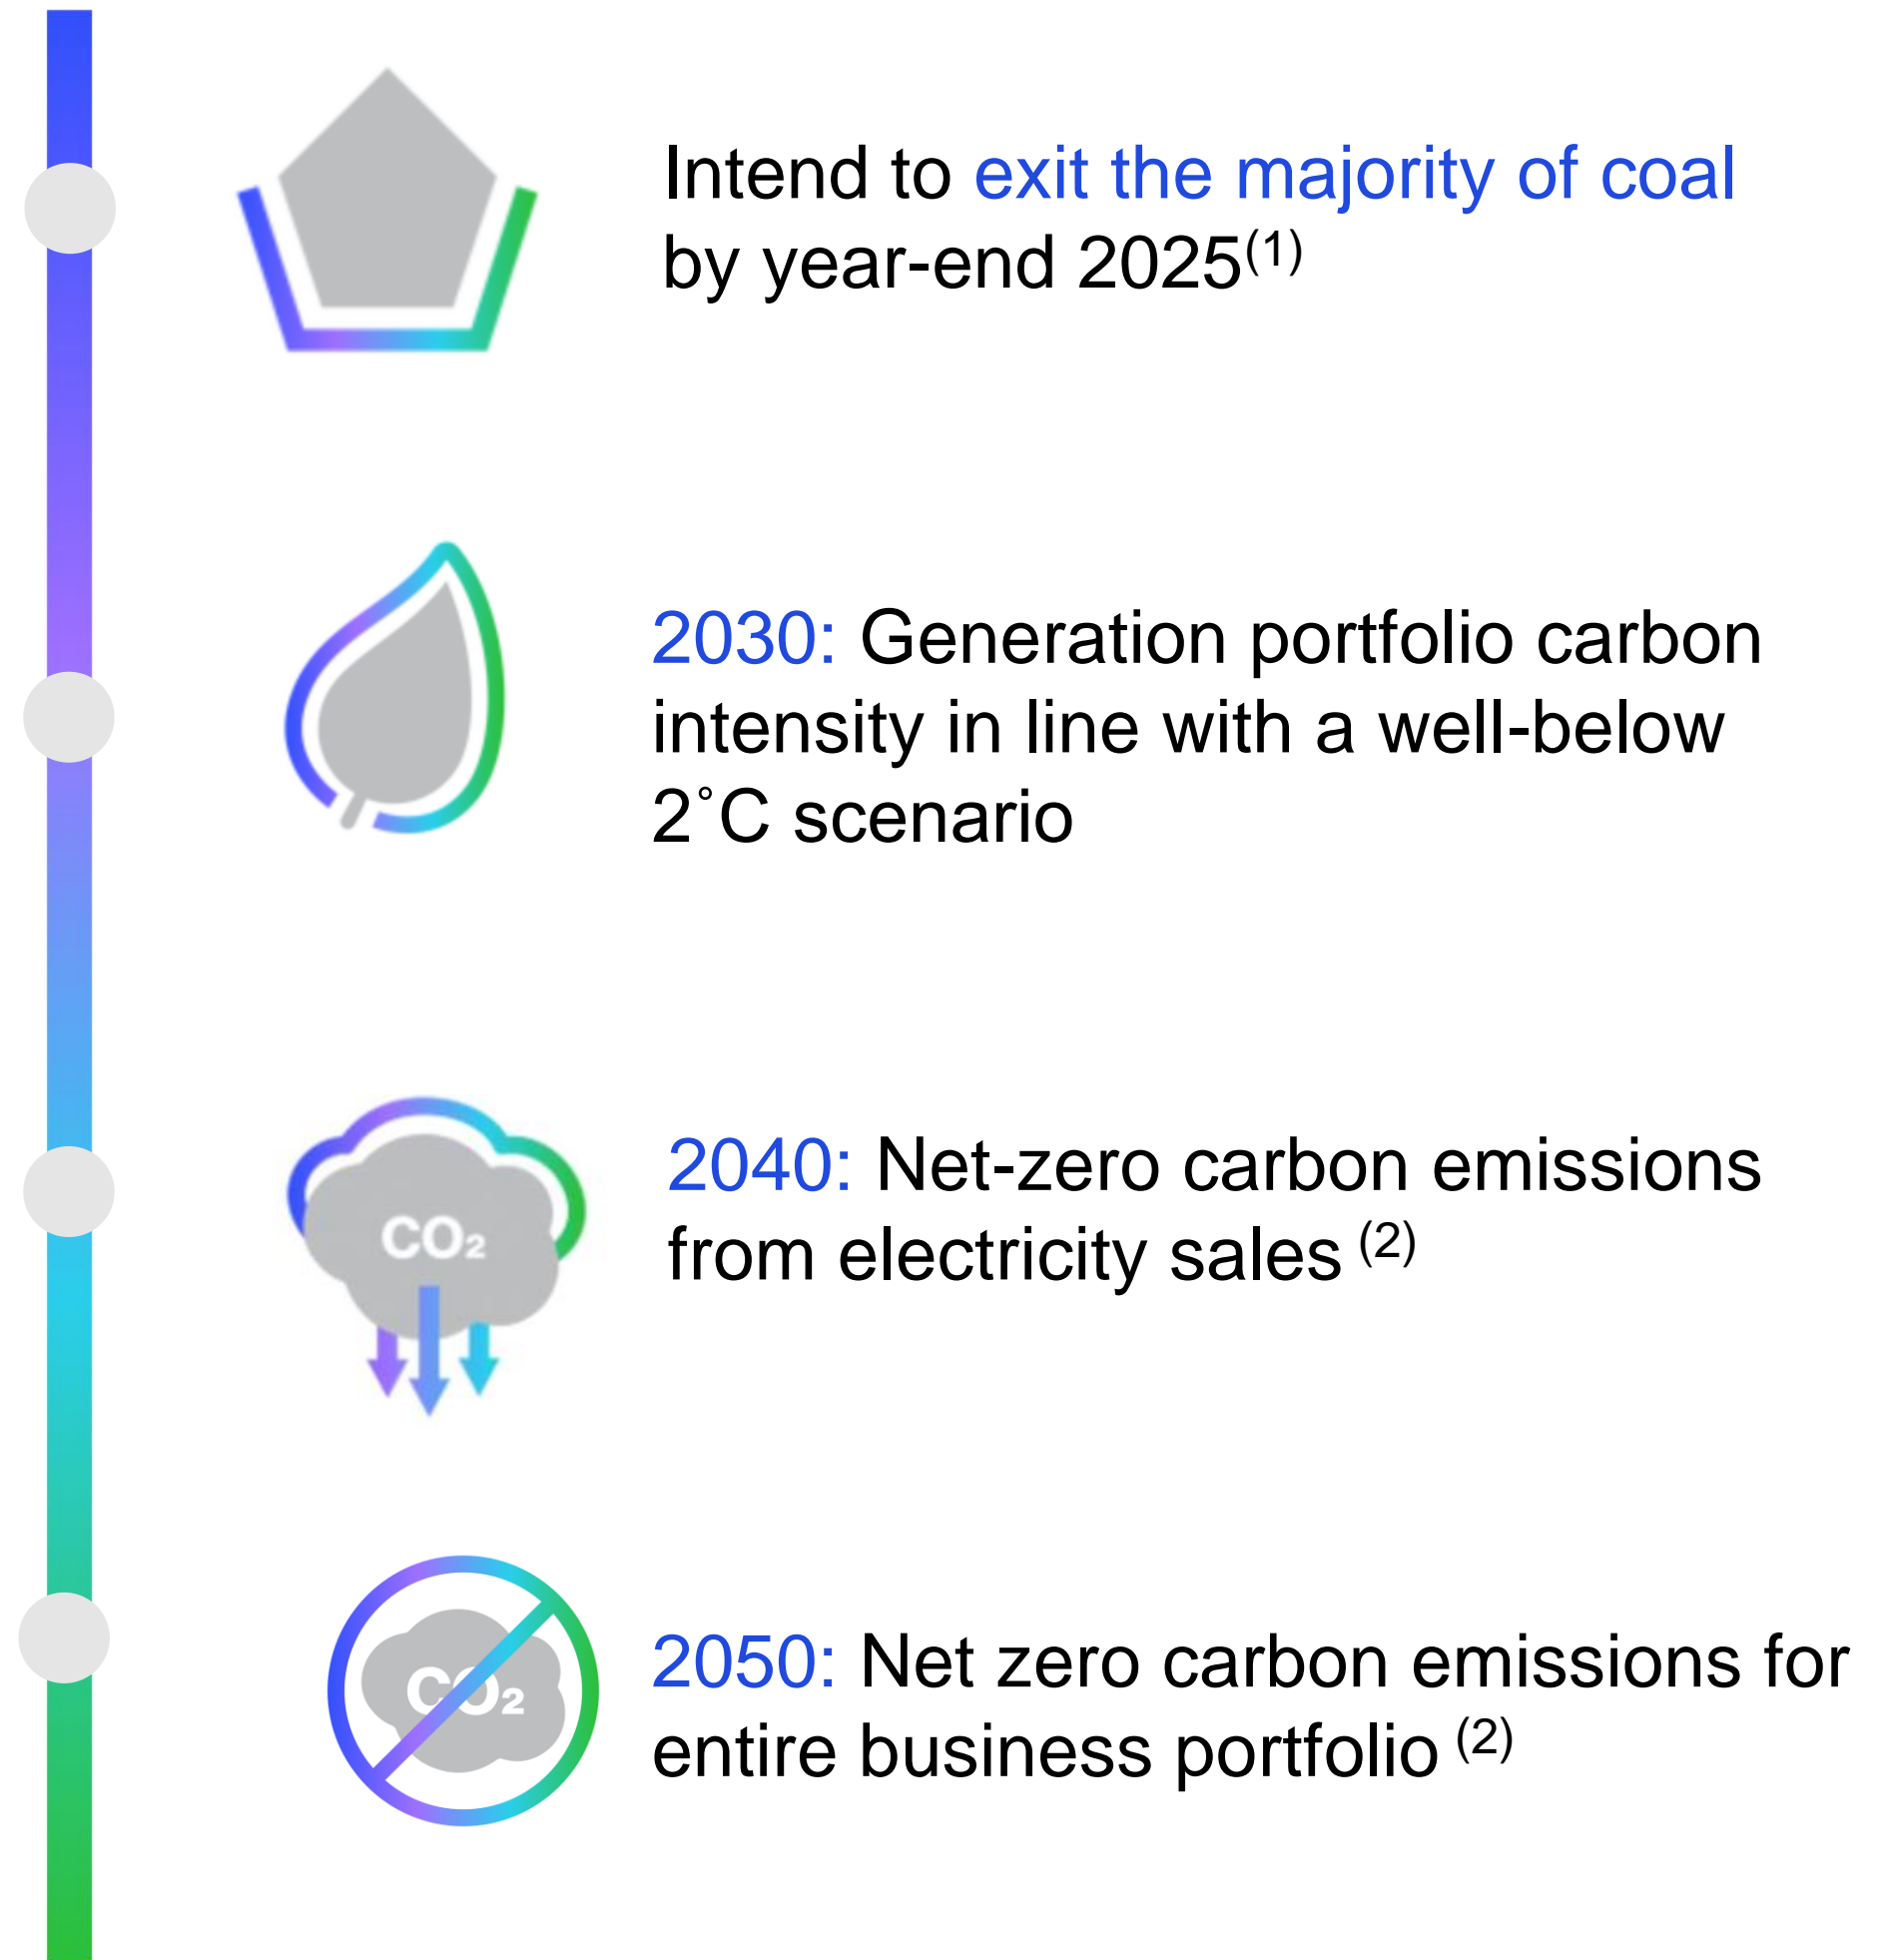 Intend to exit the majority of coal
by year-end 2025(1)
2030: Generation portfolio carbon
intensity in line with a well-below
2°C scenario
CO₂
2040: Net-zero carbon emissions
from electricity sales (2)
CO₂
2050: Net zero carbon emissions for
entire business portfolio (2)